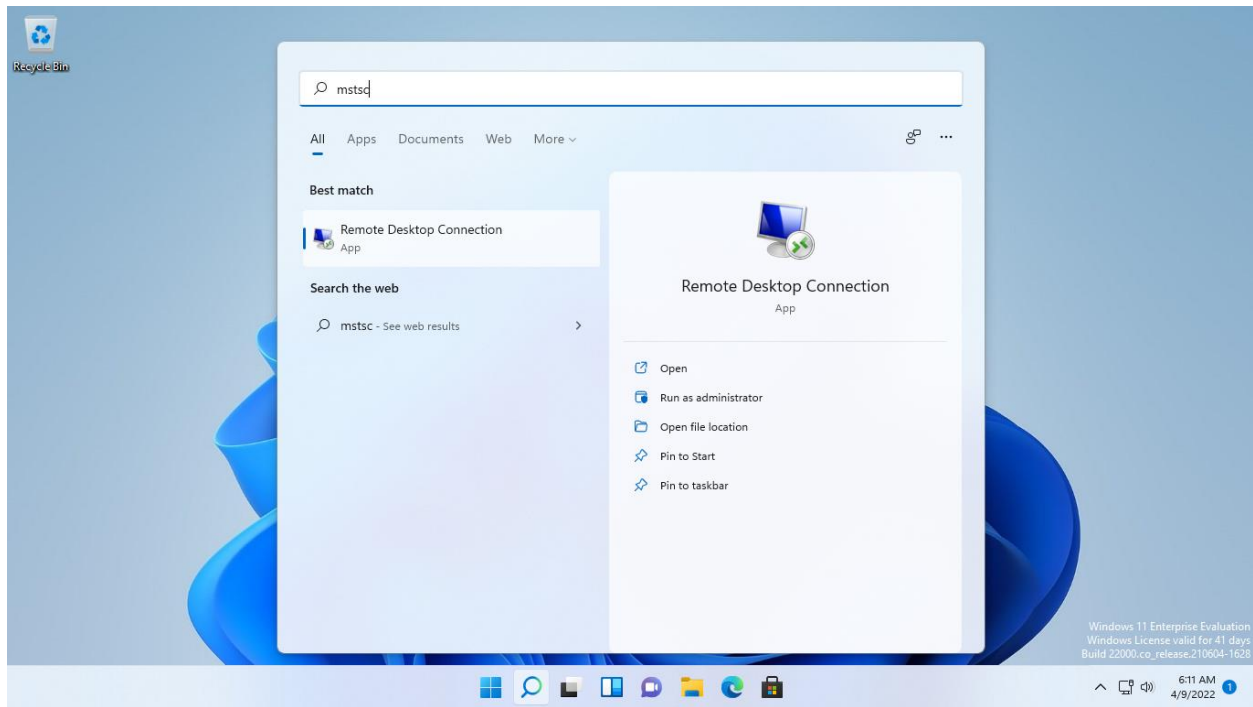 Recycle Bin
mstsc
All Apps Documents Web More
Best match
Remote Desktop Connection
App
Search the web
mstsc - See web results
Remote Desktop Connection
App
Open
Run as administrator
Open file location
Pin to Start
Pin to taskbar
Windows 11 Enterprise Evaluation
Windows License valid for 41 days
Build 22000.co_release.210604-1628
6:11 AM
4/9/2022
1